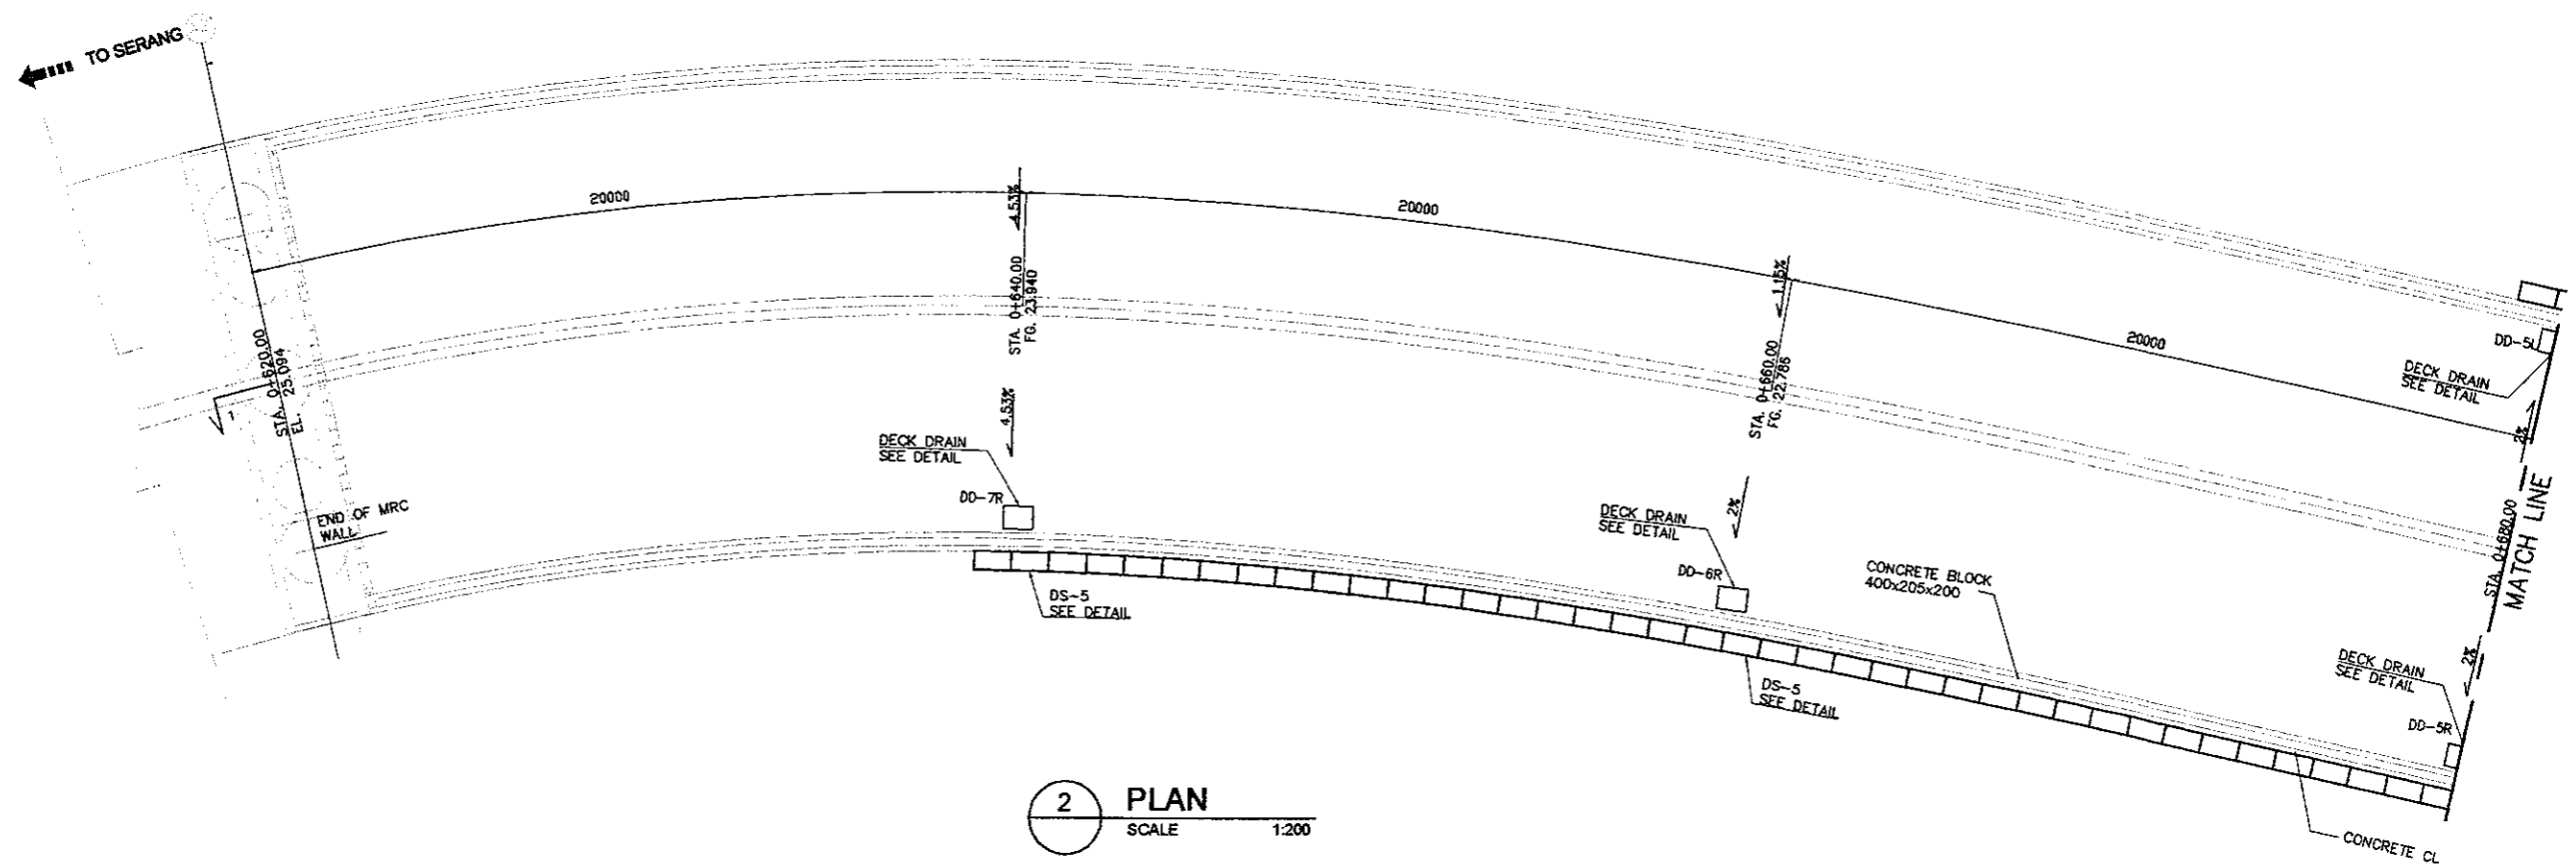 TO SERANG
20000
20000
20000
4.53%
STA. 0+640.00
FG. 23.940
4.53%
1.15%
STA. 0+660.00
FG. 22.786
2%
STA. 0+620.00
EL. 25.094
1
END OF MRC
WALL
DECK DRAIN
SEE DETAIL
DD-7R
DS-5
SEE DETAIL
DECK DRAIN
SEE DETAIL
DD-6R
DS-5
SEE DETAIL
CONCRETE BLOCK
400x205x200
DD-5L
DECK DRAIN
SEE DETAIL
2%
STA. 0+680.00
MATCH LINE
2%
DECK DRAIN
SEE DETAIL
DD-5R
CONCRETE CL
2
PLAN
SCALE 1:200